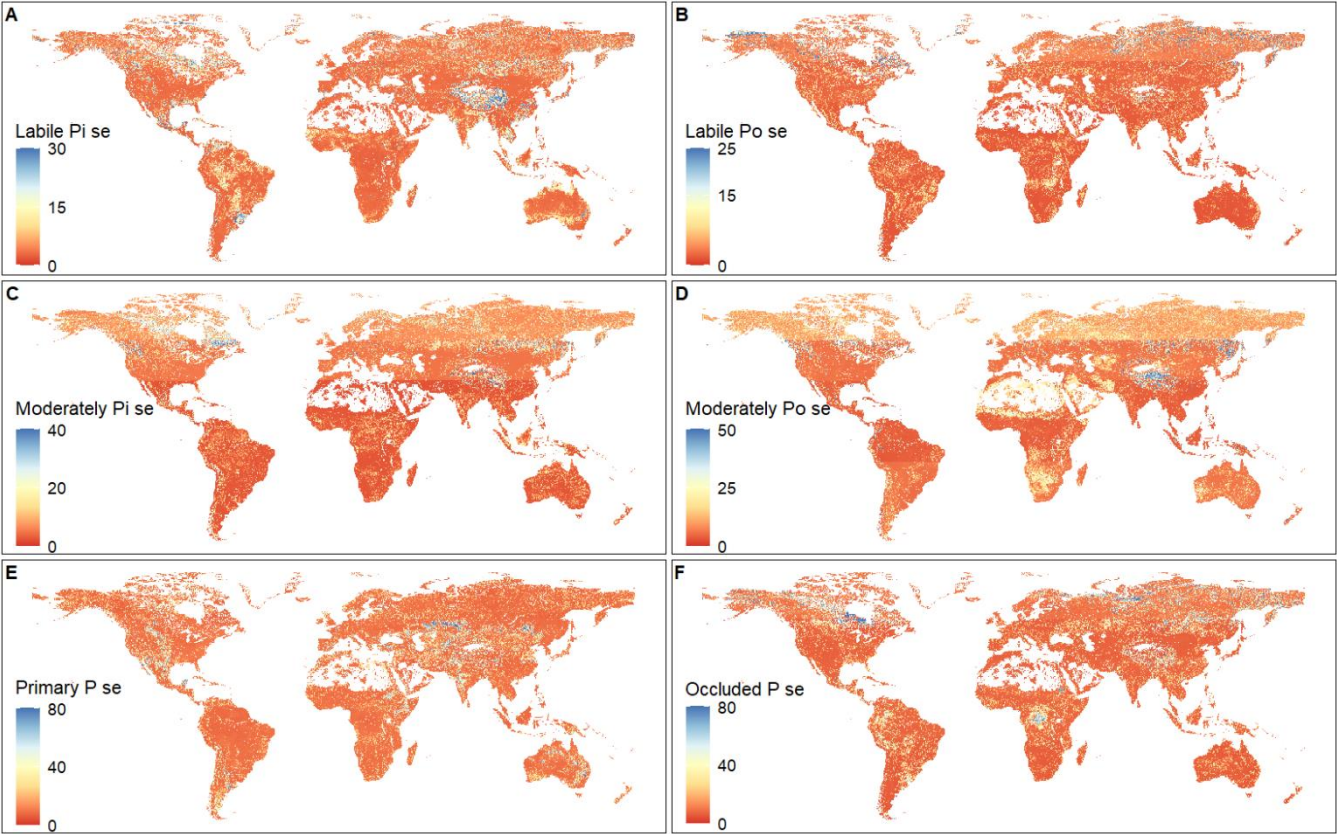 A
Labile Pi se
30
15
0
B
Labile Po se
25
15
0
C
Moderately Pi se
40
20
0
D
Moderately Po se
50
25
0
E
Primary P se
80
40
0
F
Occluded P se
80
40
0